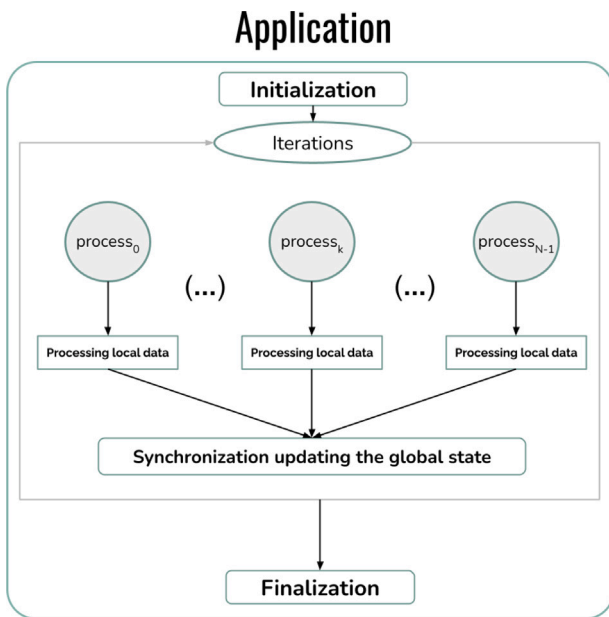 Application
Initialization
Iterations
process0
process k
processN-1
(...)
(...)
Processing local data
Processing local data
Processing local data
Synchronization updating the global state
Finalization